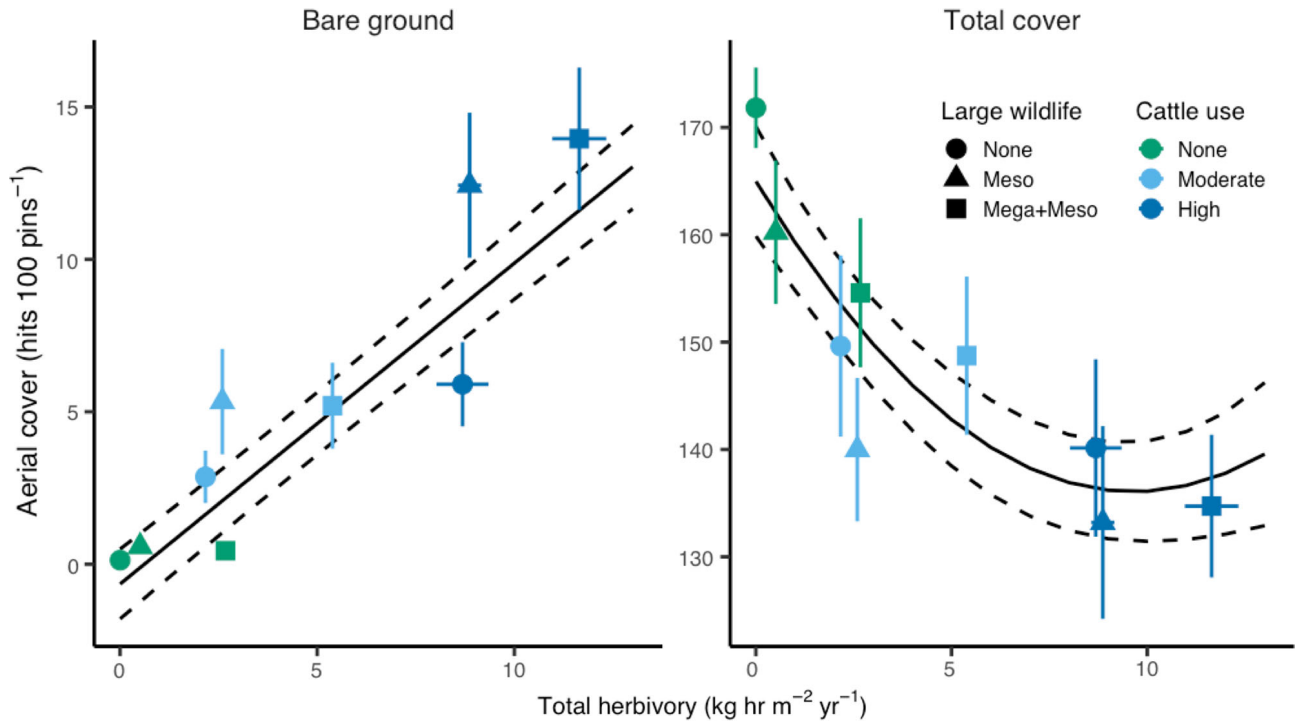 Bare ground
Total cover
Aerial cover (hits 100 pins⁻¹)
15
10
5
0
0
5
10
170
160
150
140
130
0
5
10
Large wildlife
None
Meso
Mega+Meso
Cattle use
None
Moderate
High
Total herbivory (kg hr m⁻² yr⁻¹)